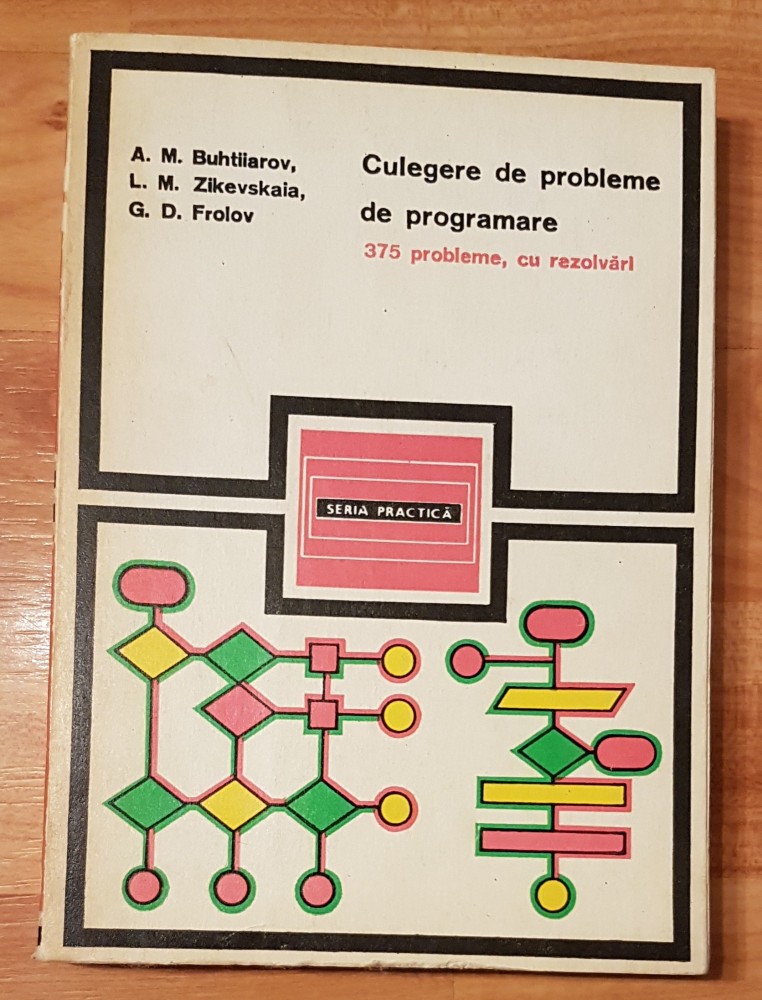 A. M. Buhtiiarov,
L. M. Zikevskaia,
G. D. Frolov
Culegere de probleme
de programare
375 probleme, cu rezolvări
SERIA PRACTICĂ